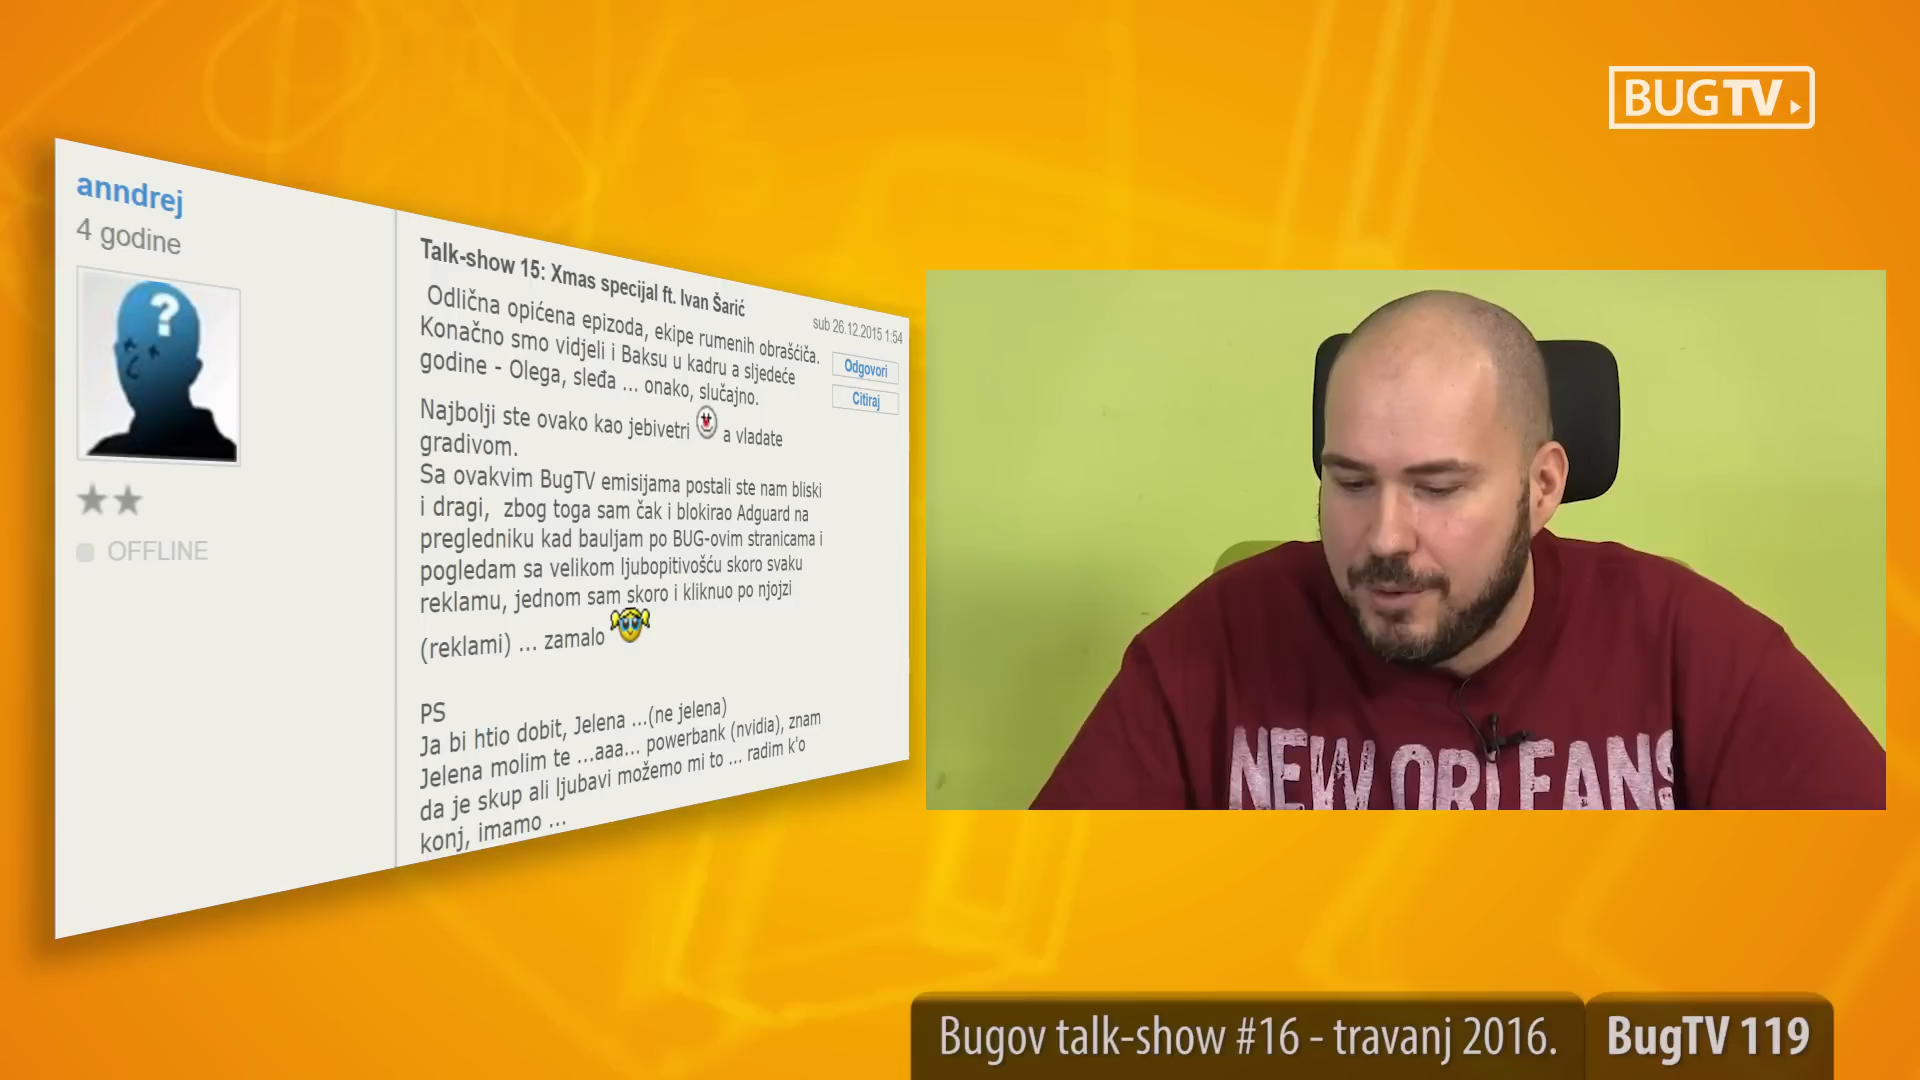 BUGTV
anndrej
4 godine
?
★★
OFFLINE
Talk-show 15: Xmas specijal ft. Ivan Šarić
sub 26.12.2015 1:54
Odlična opićena epizoda, ekipe rumenih obraščiča.
Konačno smo vidjeli i Baksu u kadru a sljedeće
godine - Olega, sleđa ... onako, slučajno.
Odgovori
Citiraj
Najbolji ste ovako kao jebivetri a vladate
gradivom.
Sa ovakvim BugTV emisijama postali ste nam bliski
i dragi, zbog toga sam čak i blokirao Adguard na
pregledniku kad bauljam po BUG-ovim stranicama i
pogledam sa velikom ljubopitivošću skoro svaku
reklamu, jednom sam skoro i kliknuo po njojzi
(reklami) ... zamalo
PS
Ja bi htio dobit, Jelena ...(ne jelena)
Jelena molim te ...aaa... powerbank (nvidia), znam
da je skup ali ljubavi možemo mi to ... radim k'o
konj, imamo ...
NEW ORLEANS
Bugov talk-show #16 - travanj 2016.
BugTV 119